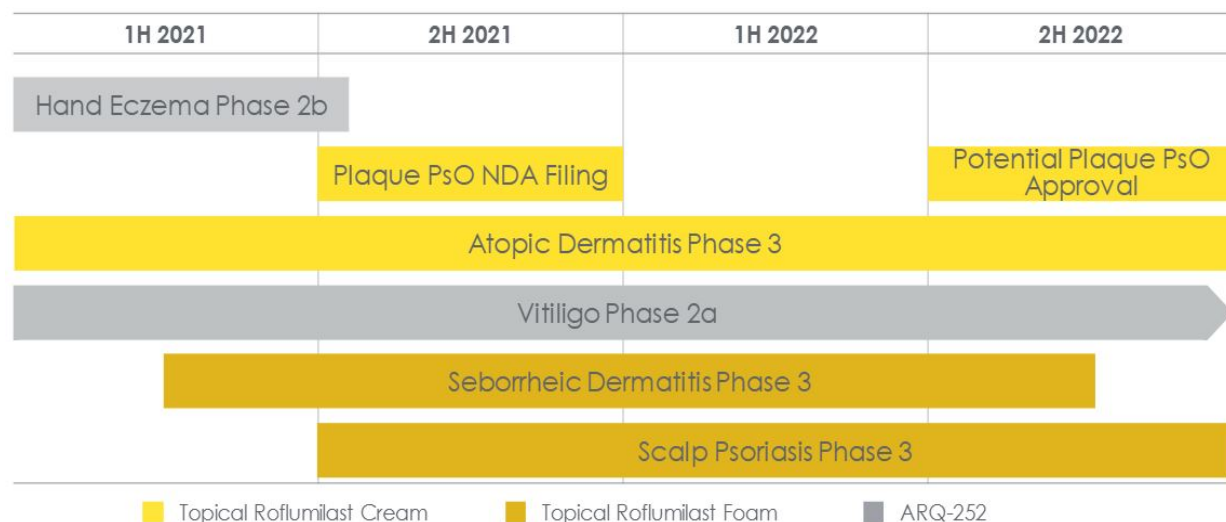 1H 2021 2H 2021 1H 2022 2H 2022
Hand Eczema Phase 2b
Plaque PsO NDA Filing
Potential Plaque PsO
Approval
Atopic Dermatitis Phase 3
Vitiligo Phase 2a
Seborrheic Dermatitis Phase 3
Scalp Psoriasis Phase 3
Topical Roflumilast Cream Topical Roflumilast Foam ARQ-252